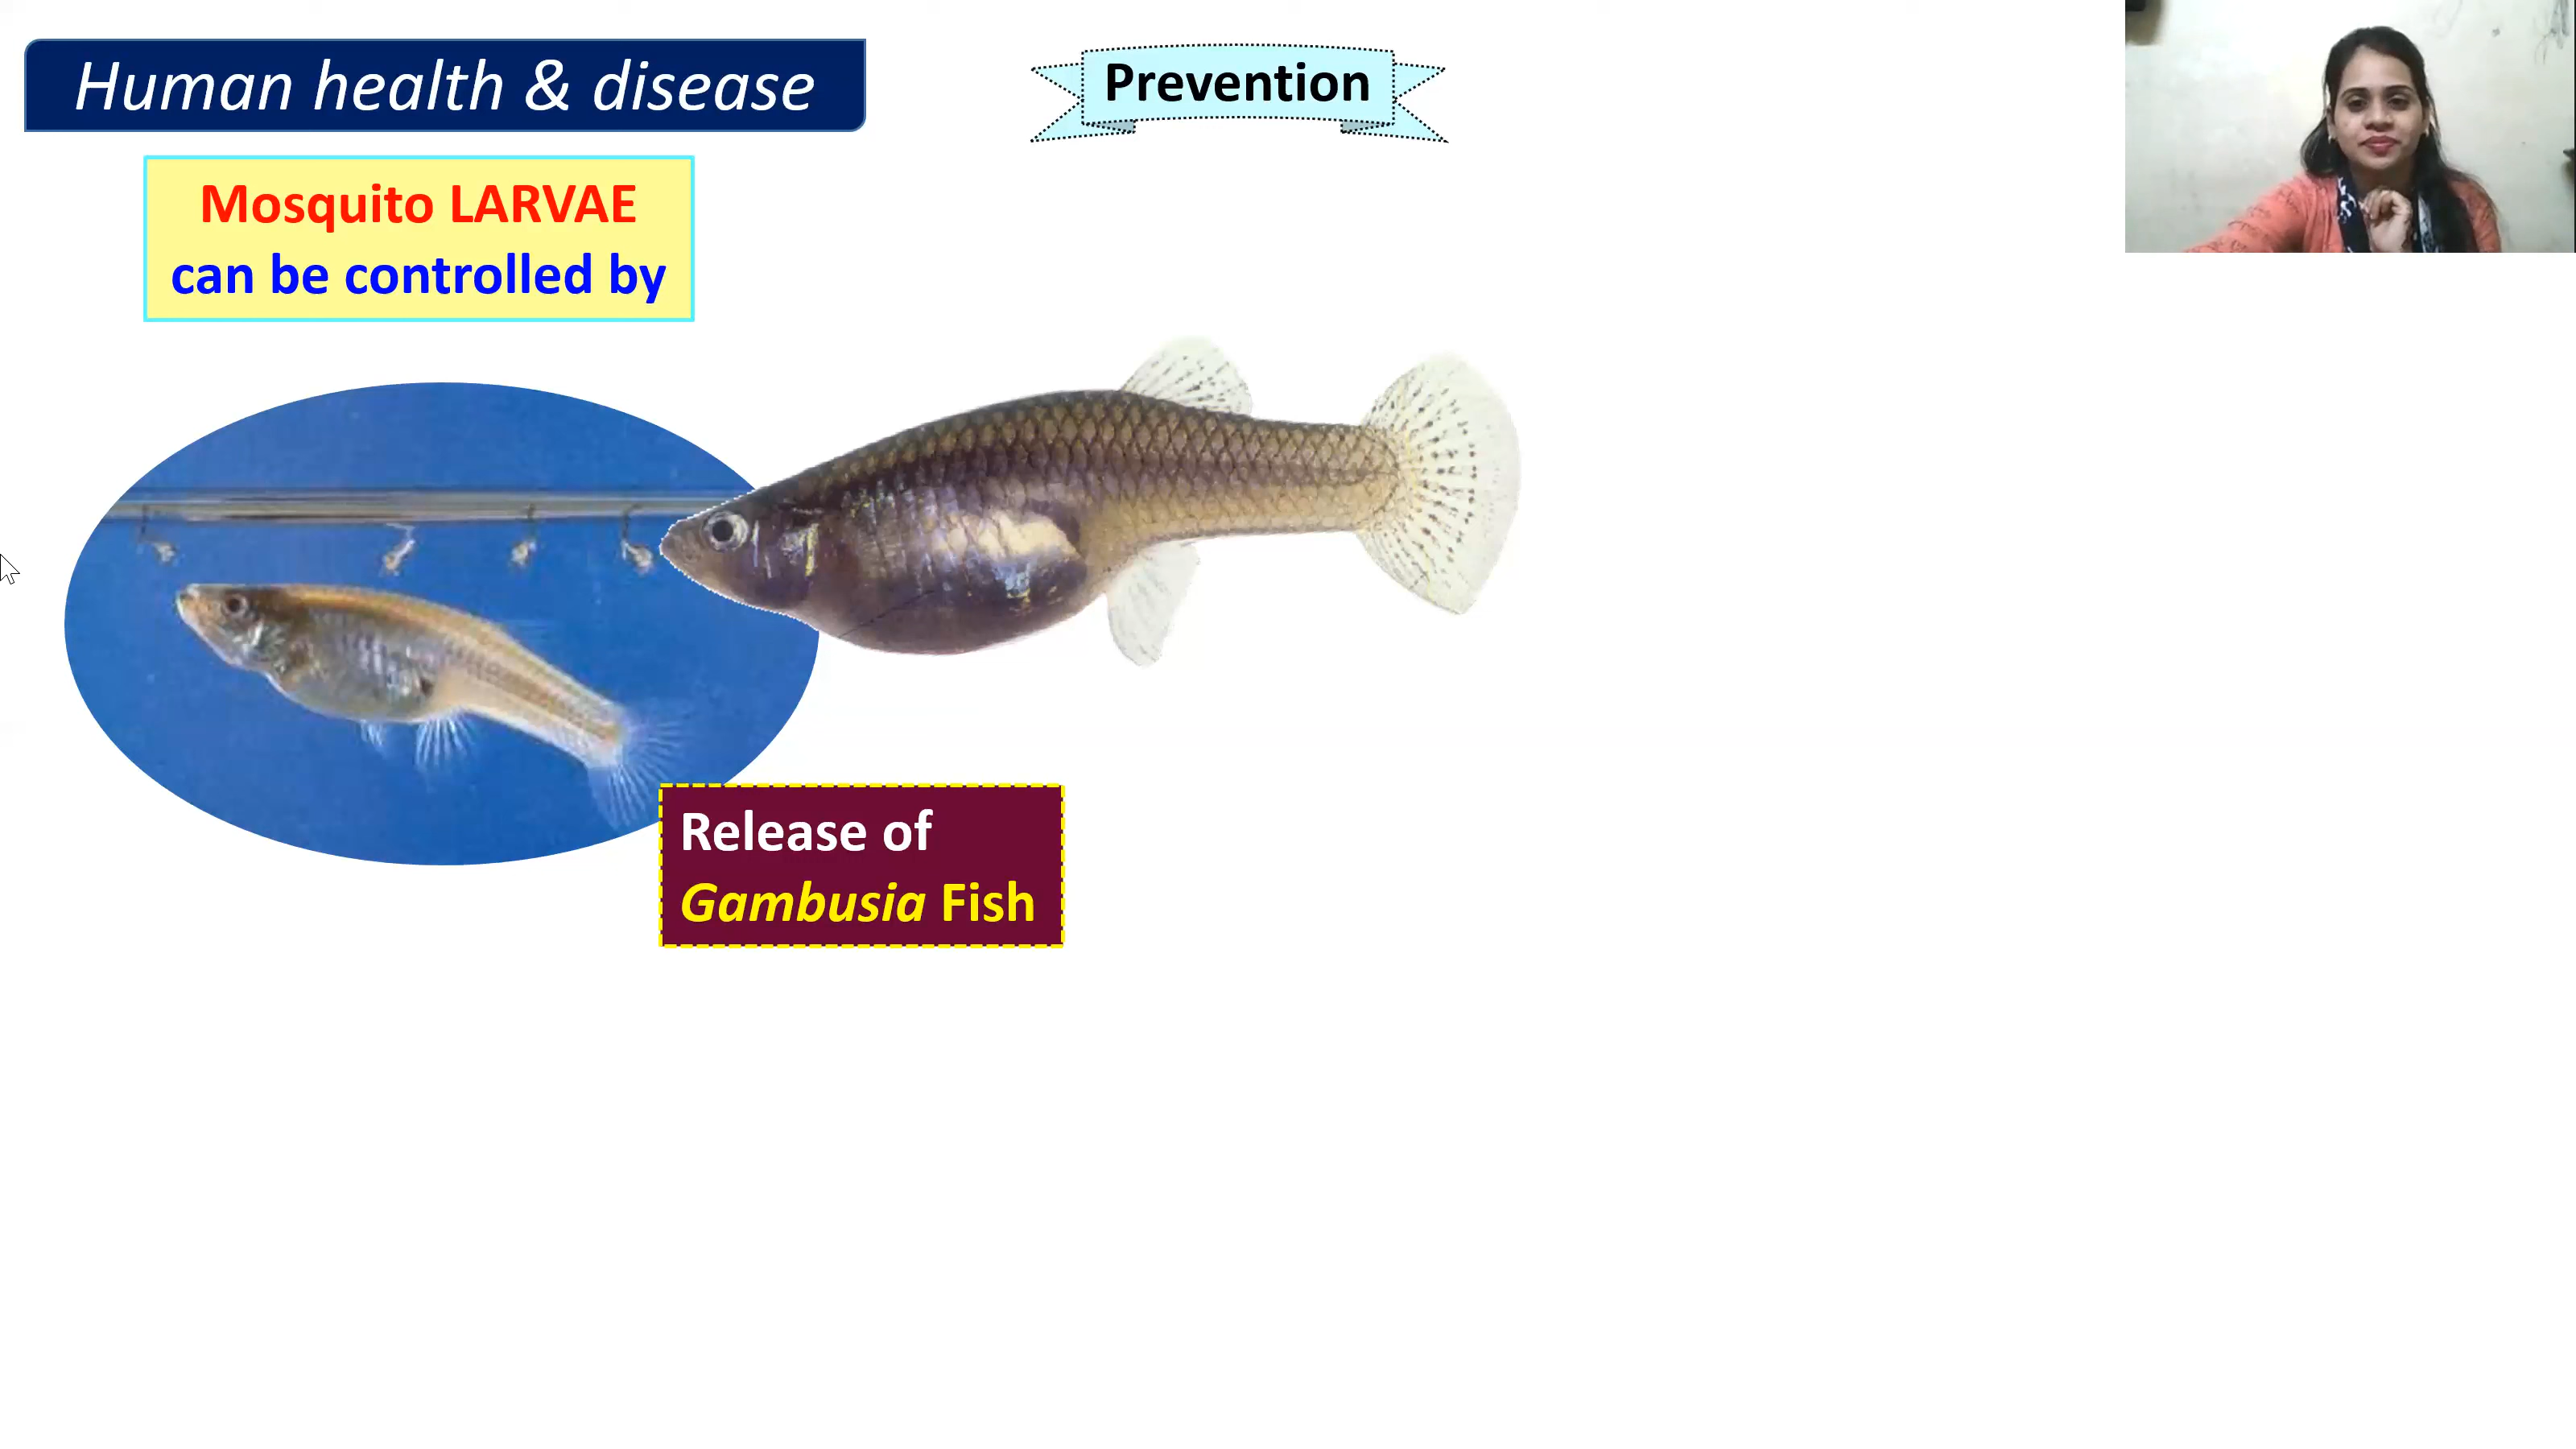 Human health & disease
Prevention
Mosquito LARVAE
can be controlled by
Release of
Gambusia Fish